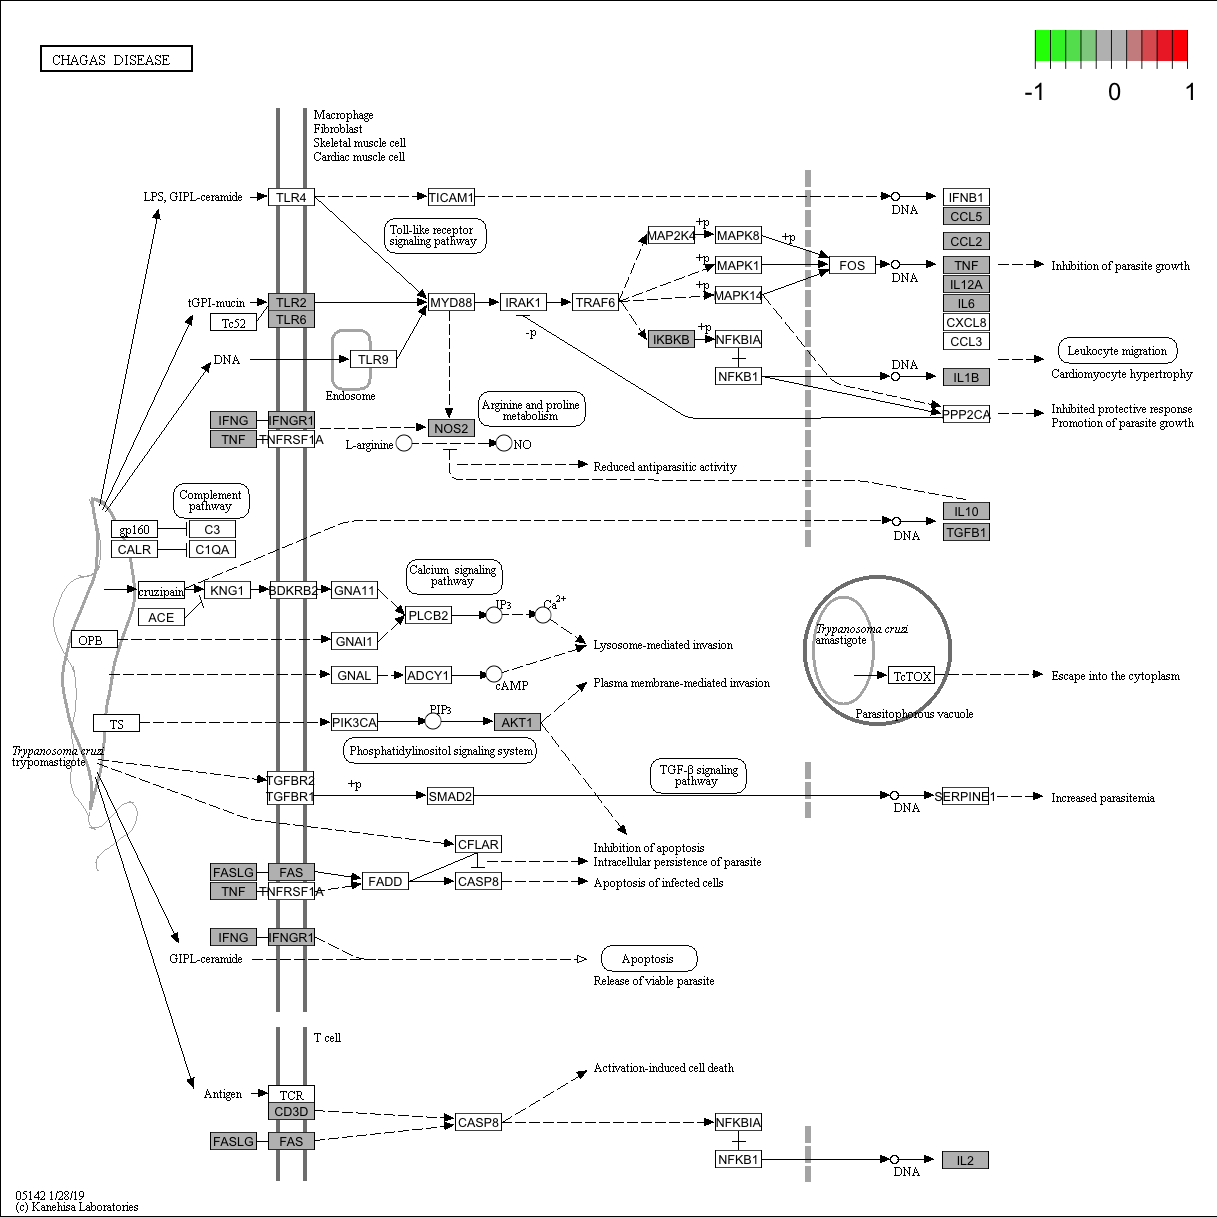 CHAGAS DISEASE
-1 0 1
Macrophage
Fibroblast
Skeletal muscle cell
Cardiac muscle cell
LPS, GIPL-ceramide
TLR4
TICAM1
DNA
IFNB1
CCL5
Toll-like receptor
signaling pathway
MAP2K4
+p
MAPK8
+p
CCL2
+p
MAPK1
FOS
DNA
TNF
Inhibition of parasite growth
IL12A
tGPI-mucin
TLR2
MYD88
IRAK1
TRAF6
+p
MAPK14
IL6
Tc52
TLR6
-p
CXCL8
IKBKB
+p
NFKBIA
CCL3
DNA
TLR9
Endosome
Leukocyte migration
NFKB1
DNA
IL1B
Cardiomyocyte hypertrophy
IFNG
IFNGR1
Arginine and proline
metabolism
PPP2CA
Inhibited protective response
Promotion of parasite growth
TNF
TNFRSF1A
NOS2
L-arginine
NO
Reduced antiparasitic activity
Complement
pathway
IL10
gp160
C3
DNA
TGFB1
CALR
C1QA
Calcium signaling
pathway
cruzipain
KNG1
BDKRB2
GNA11
ACE
PLCB2
IP3
Ca2+
OPB
GNAI1
Lysosome-mediated invasion
Trypanosoma cruzi
amastigote
GNAL
ADCY1
cAMP
TcTOX
Escape into the cytoplasm
Plasma membrane-mediated invasion
Parasitophorous vacuole
TS
PIK3CA
PIP3
AKT1
Phosphatidylinositol signaling system
Trypanosoma cruzi
trypomastigote
TGFBR2
TGFBR1
+p
SMAD2
TGF-β signaling
pathway
DNA
SERPINE1
Increased parasitemia
CFLAR
Inhibition of apoptosis
Intracellular persistence of parasite
FASLG
FAS
FADD
CASP8
Apoptosis of infected cells
TNF
TNFRSF1A
IFNG
IFNGR1
GIPL-ceramide
Apoptosis
Release of viable parasite
T cell
Activation-induced cell death
Antigen
TCR
CD3D
CASP8
NFKBIA
FASLG
FAS
NFKB1
DNA
IL2
05142 1/28/19
(c) Kanehisa Laboratories